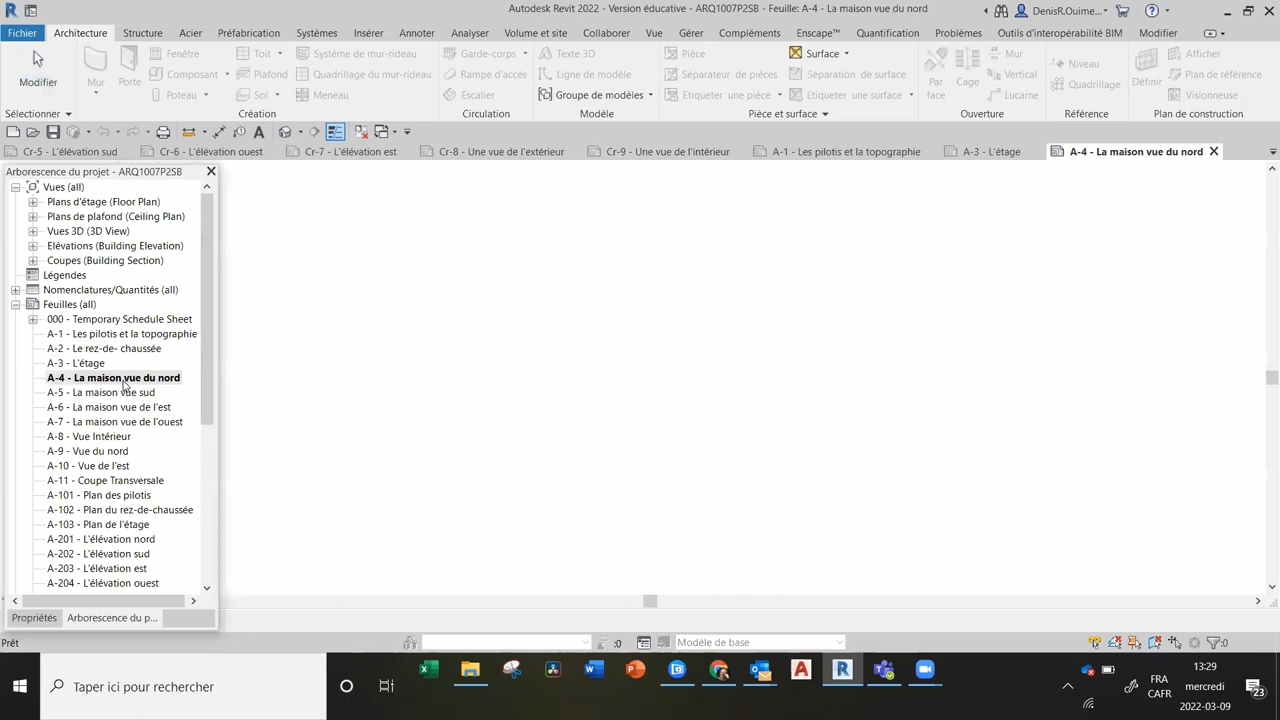 Autodesk Revit 2022 - Version éducative - ARQ1007P2SB - Feuille: A-4 - La maison vue du nord
DenisR.Ouime...
Fichier Architecture Structure Acier Préfabrication Systèmes Insérer Annoter Analyser Volume et site Collaborer Vue Gérer Compléments Enscape™ Quantification Problèmes Outils d'interopérabilité BIM Modifier
Modifier Mur Porte Fenêtre Toit Système de mur-rideau Garde-corps Texte 3D Pièce Surface Par face Cage Mur Niveau Définir Afficher
Composant Plafond Quadrillage du mur-rideau Rampe d'accès Ligne de modèle Séparateur de pièces Séparation de surface Vertical Quadrillage Plan de référence
Poteau Sol Meneau Escalier Groupe de modèles Etiqueter une pièce Etiqueter une surface Lucarne Visionneuse
Sélectionner Création Circulation Modèle Pièce et surface Ouverture Référence Plan de construction
Cr-5 - L'élévation sud Cr-6 - L'élévation ouest Cr-7 - L'élévation est Cr-8 - Une vue de l'extérieur Cr-9 - Une vue de l'intérieur A-1 - Les pilotis et la topographie A-3 - L'étage A-4 - La maison vue du nord
Arborescence du projet - ARQ1007P2SB
Vues (all)
Plans d'étage (Floor Plan)
Plans de plafond (Ceiling Plan)
Vues 3D (3D View)
Elévations (Building Elevation)
Coupes (Building Section)
Légendes
Nomenclatures/Quantités (all)
Feuilles (all)
000 - Temporary Schedule Sheet
A-1 - Les pilotis et la topographie
A-2 - Le rez-de- chaussée
A-3 - L'étage
A-4 - La maison vue du nord
A-5 - La maison vue sud
A-6 - La maison vue de l'est
A-7 - La maison vue de l'ouest
A-8 - Vue Intérieur
A-9 - Vue du nord
A-10 - Vue de l'est
A-11 - Coupe Transversale
A-101 - Plan des pilotis
A-102 - Plan du rez-de-chaussée
A-103 - Plan de l'étage
A-201 - L'élévation nord
A-202 - L'élévation sud
A-203 - L'élévation est
A-204 - L'élévation ouest
Propriétés Arborescence du p...
Prêt :0 Modèle de base :0
Taper ici pour rechercher
FRA
CAFR
13:29
mercredi
2022-03-09
23